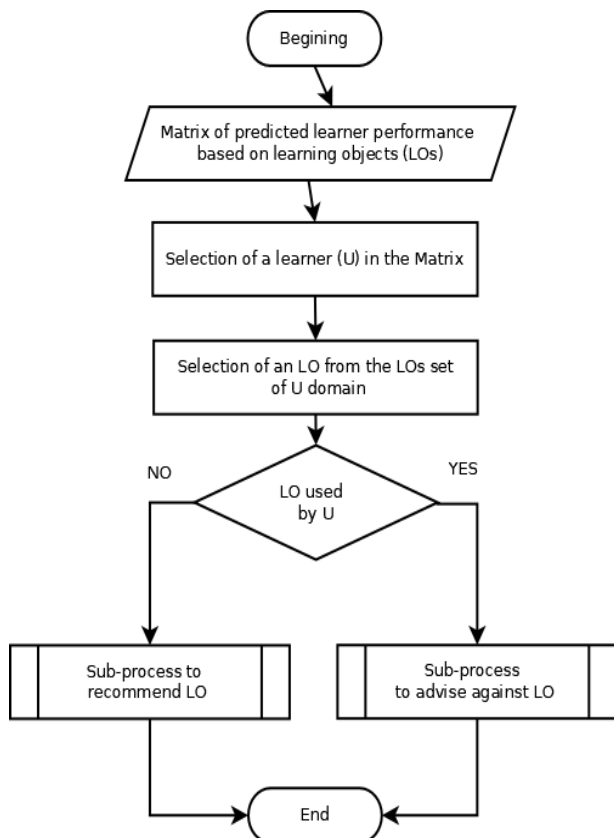 Begining
Matrix of predicted learner performance
based on learning objects (LOs)
Selection of a learner (U) in the Matrix
Selection of an LO from the LOs set
of U domain
NO
YES
LO used
by U
Sub-process to
recommend LO
Sub-process
to advise against LO
End